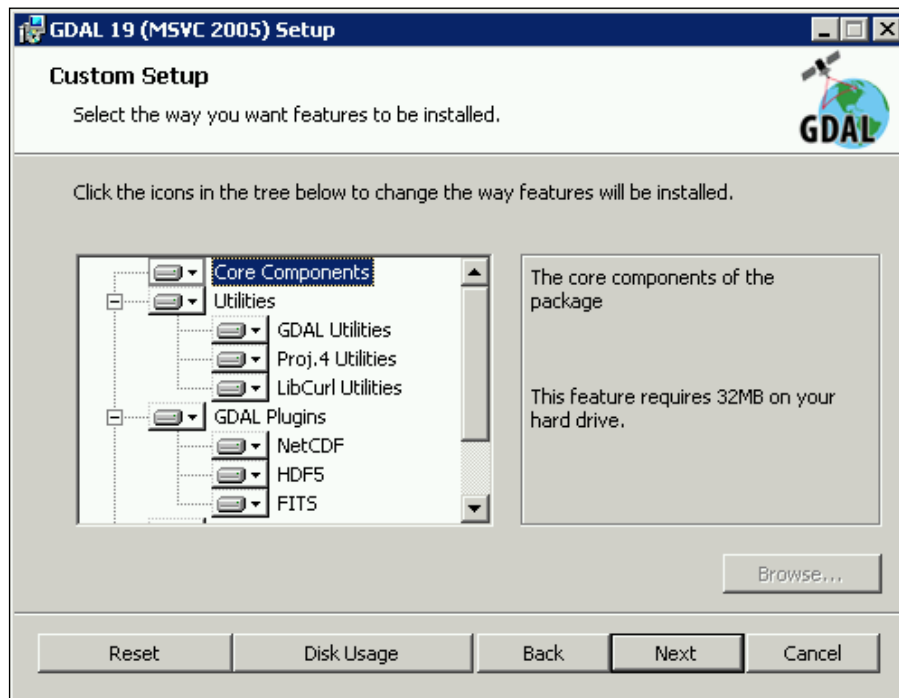 GDAL 19 (MSVC 2005) Setup
Custom Setup
Select the way you want features to be installed.
GDAL
Click the icons in the tree below to change the way features will be installed.
Core Components
Utilities
GDAL Utilities
Proj.4 Utilities
LibCurl Utilities
GDAL Plugins
NetCDF
HDF5
FITS
The core components of the
package
This feature requires 32MB on your
hard drive.
Browse...
Reset
Disk Usage
Back
Next
Cancel